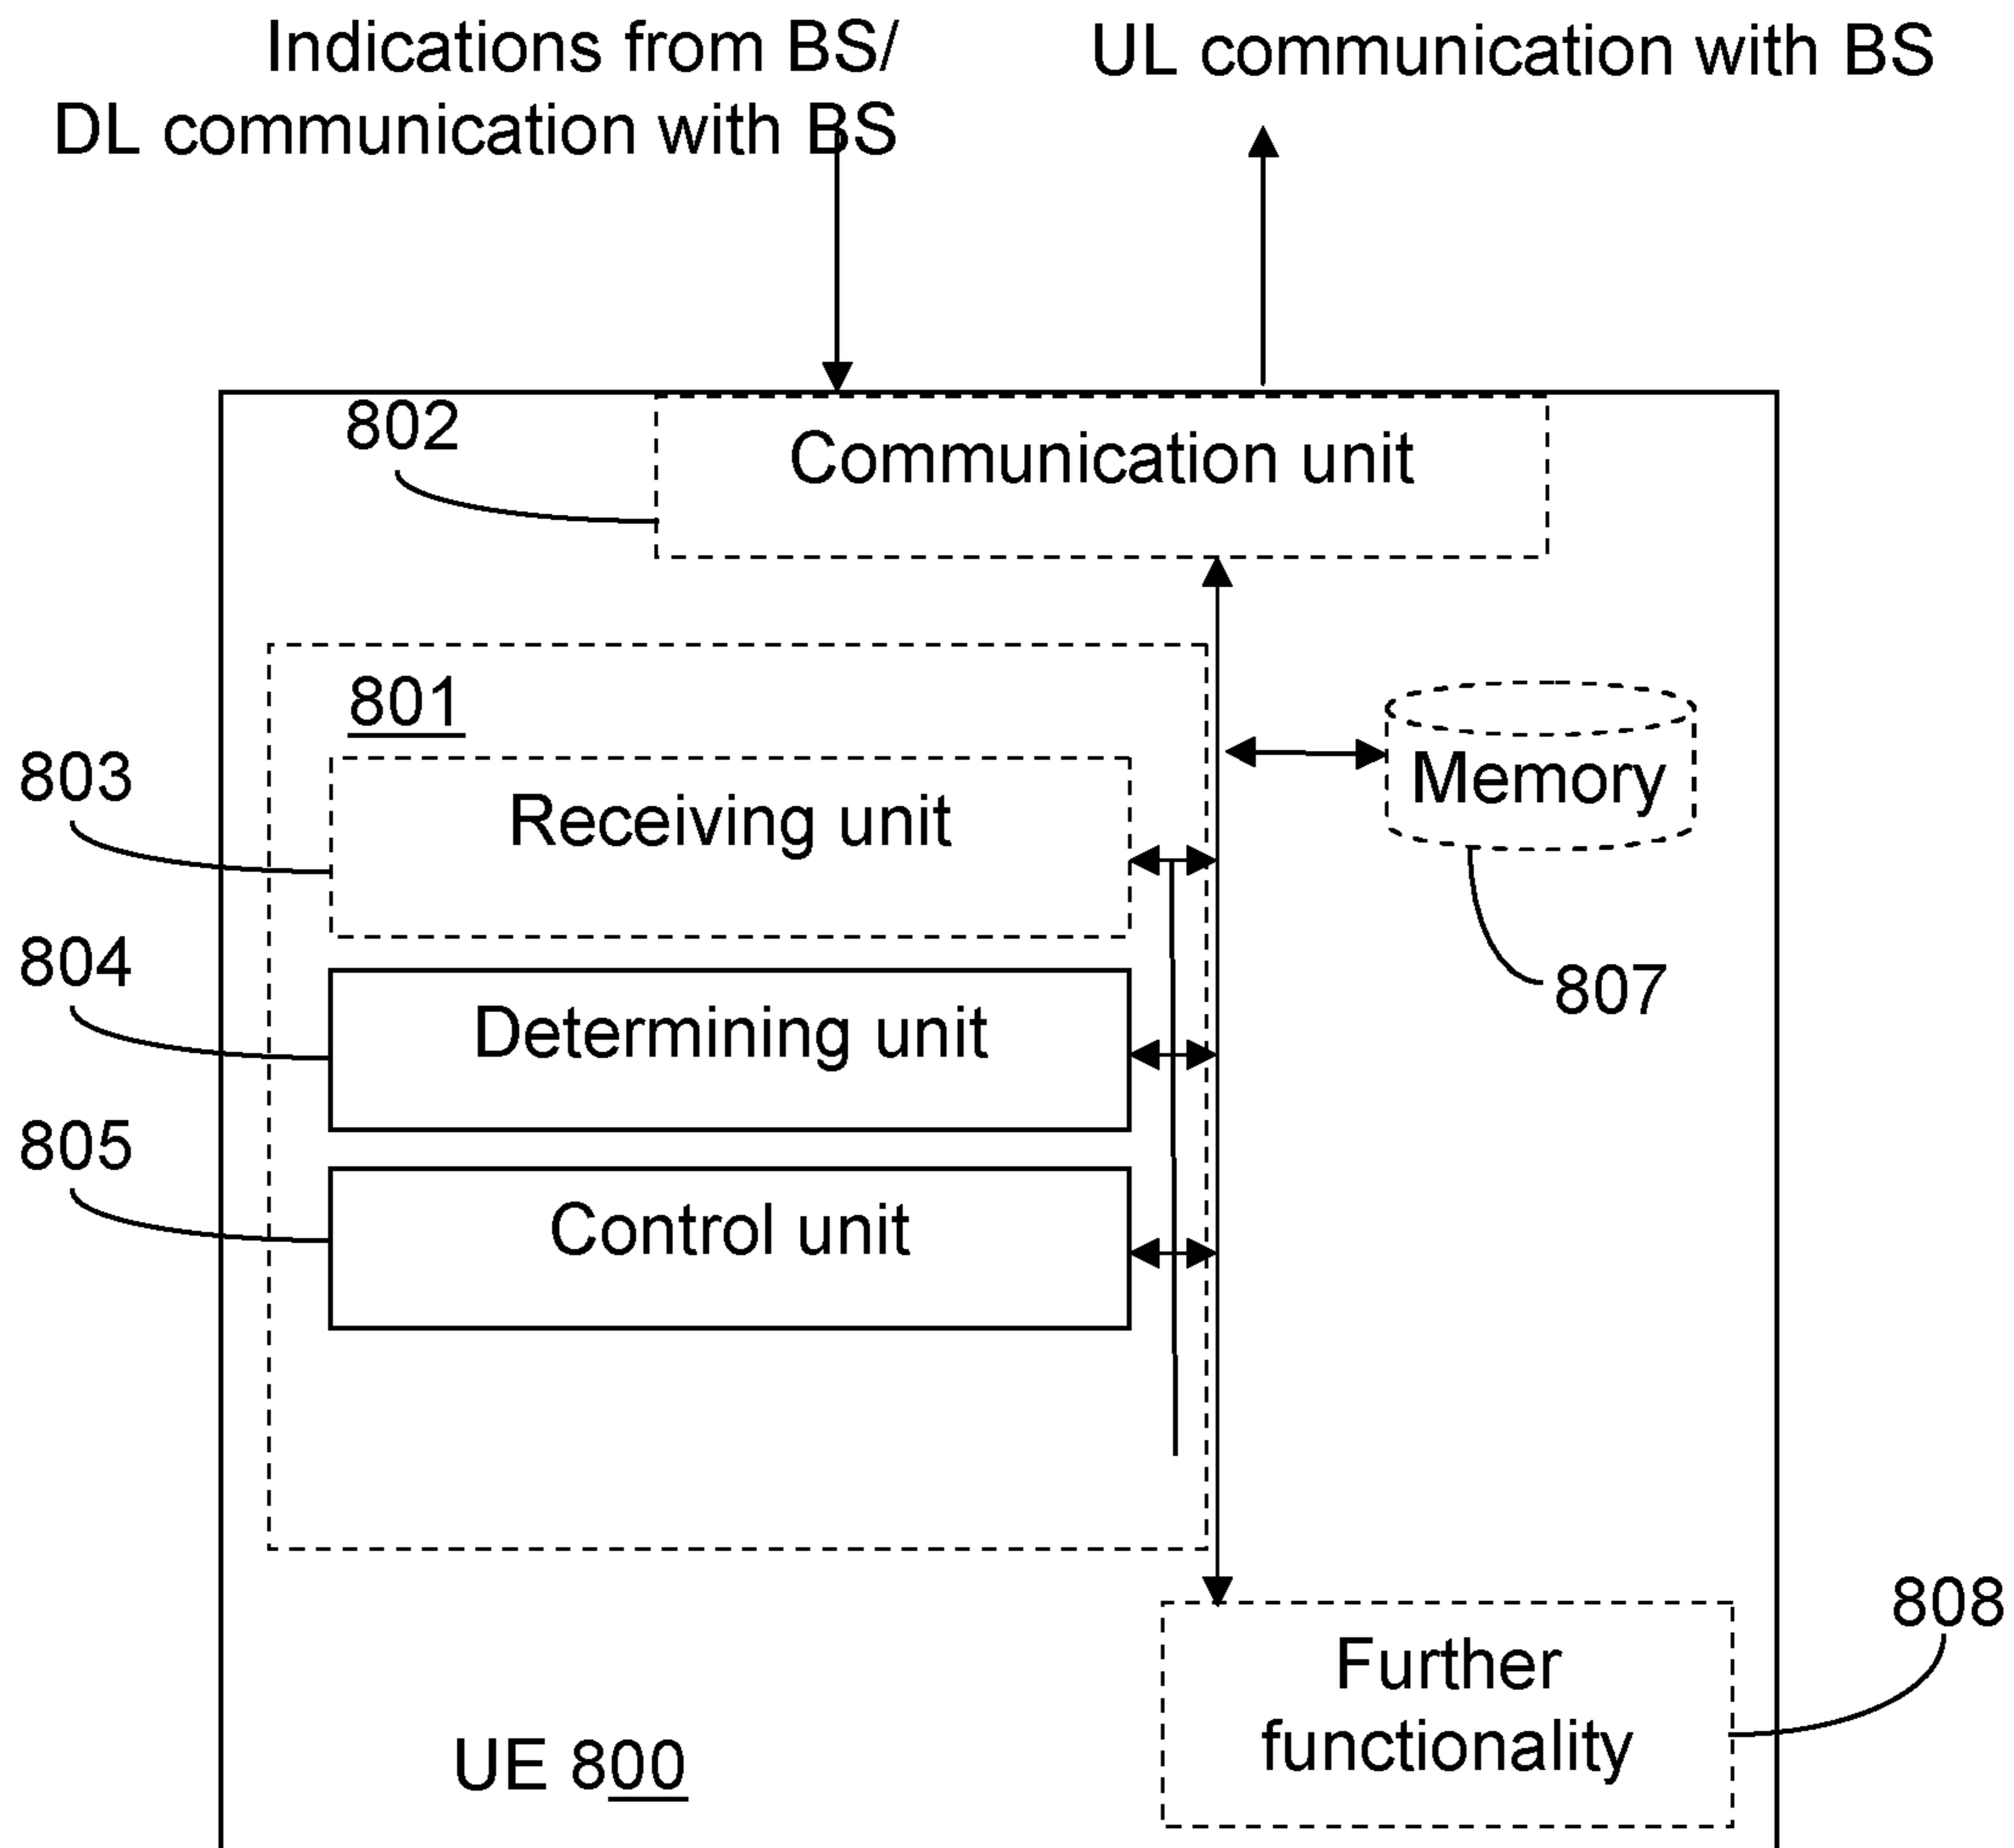 Indications from BS/
DL communication with BS
UL communication with BS
802
Communication unit
801
803
Receiving unit
Memory
804
Determining unit
807
805
Control unit
808
Further
functionality
UE 800